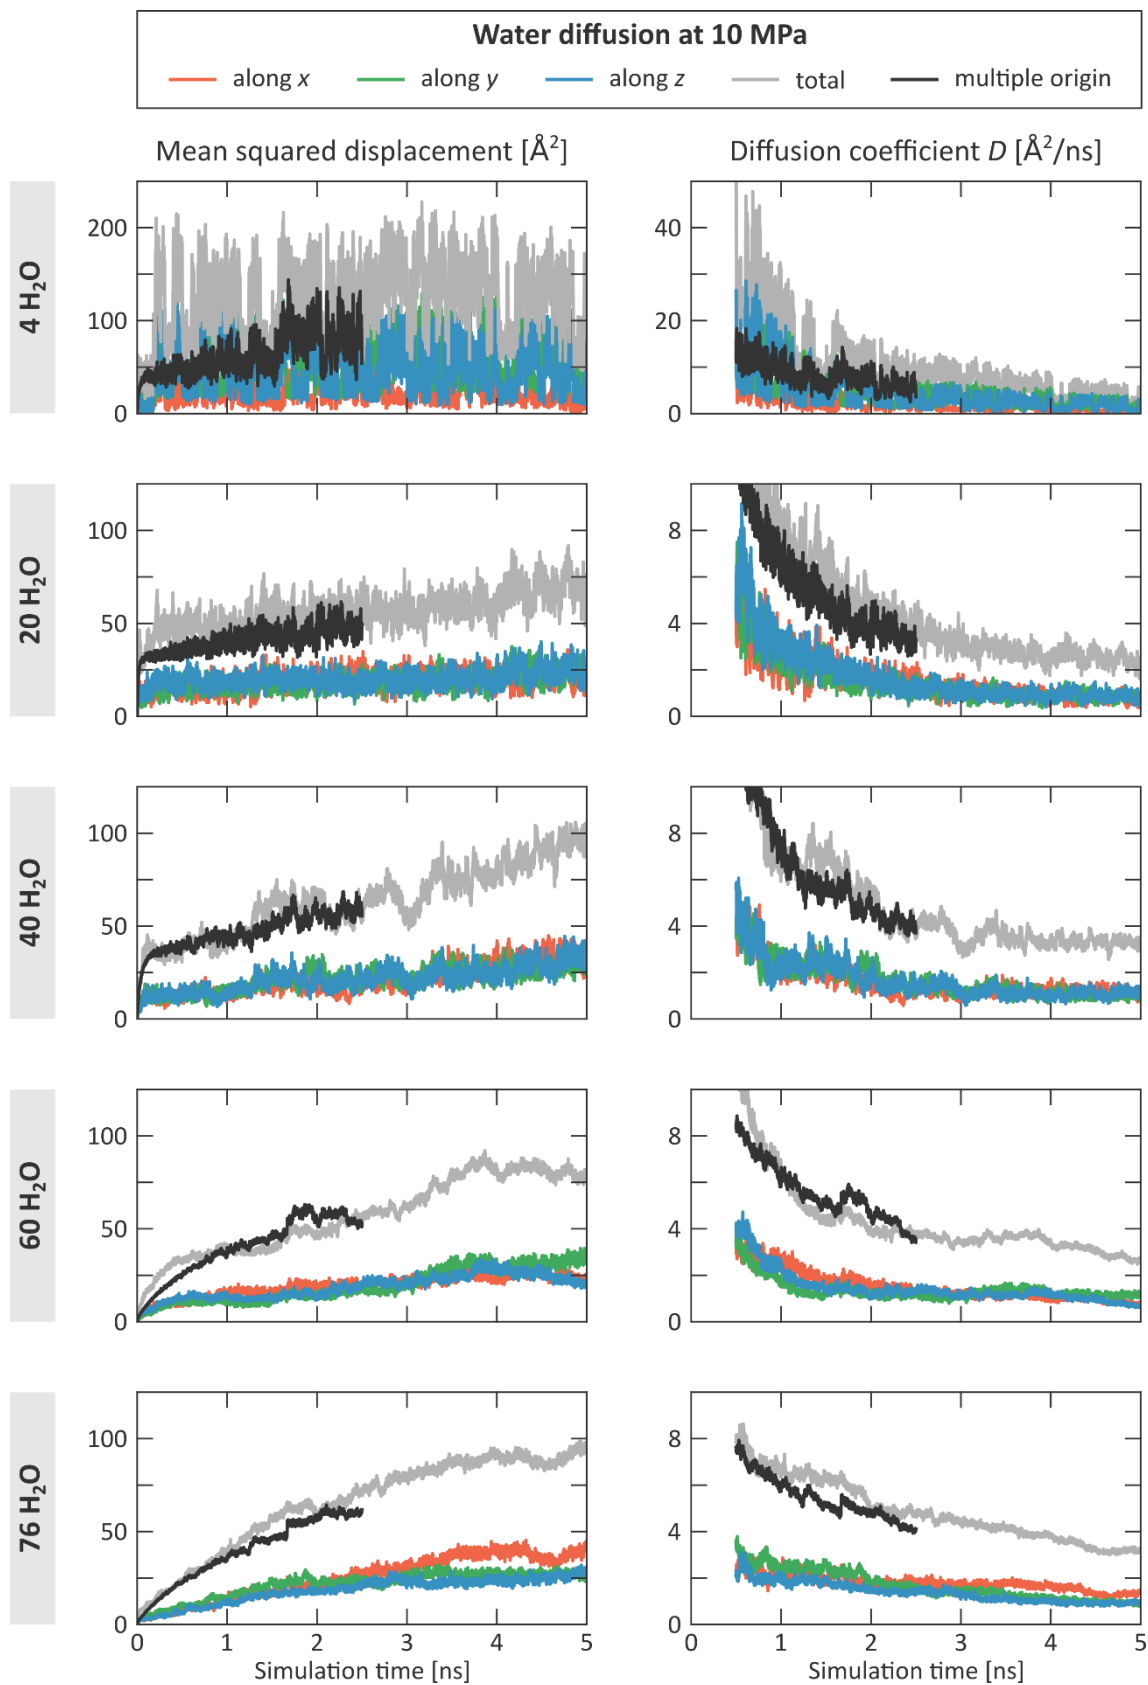 Water diffusion at 10 MPa
along x along y along z total multiple origin
Mean squared displacement [Å²] Diffusion coefficient D [Å²/ns]
4 H₂O
200
100
0
40
20
0
20 H₂O
100
50
0
8
4
0
40 H₂O
100
50
0
8
4
0
60 H₂O
100
50
0
8
4
0
76 H₂O
100
50
0
8
4
0
0 1 2 3 4 5
0 1 2 3 4 5
Simulation time [ns] Simulation time [ns]